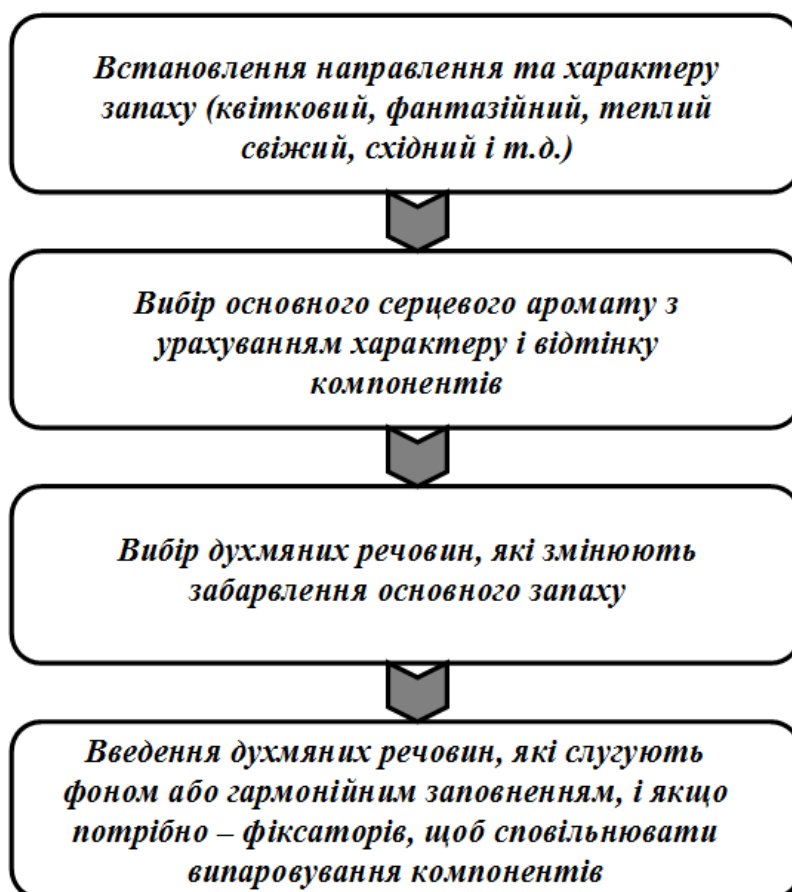 Встановлення направлення та характеру
запаху (квітковий, фантазійний, теплий
свіжий, східний і т.д.)
Вибір основного серцевого аромату з
урахуванням характеру і відтінку
компонентів
Вибір духмяних речовин, які змінюють
забарвлення основного запаху
Введення духмяних речовин, які слугують
фоном або гармонійним заповненням, і якщо
потрібно – фіксаторів, щоб сповільнювати
випаровування компонентів